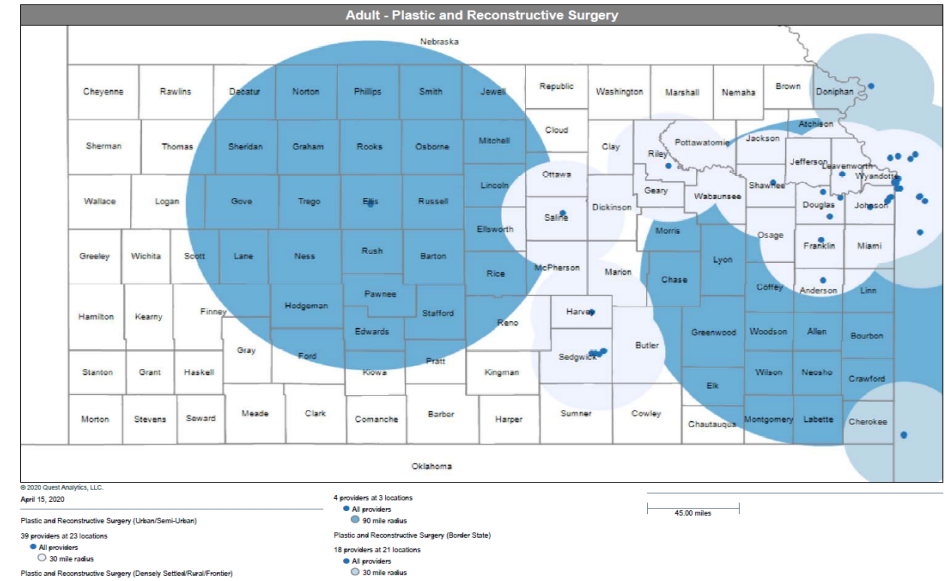 Adult - Plastic and Reconstructive Surgery
Nebraska
Cheyenne
Rawlins
Decatur
Norton
Phillips
Smith
Jewell
Republic
Washington
Marshall
Nemaha
Brown
Doniphan
Sherman
Thomas
Sheridan
Graham
Rooks
Osborne
Mitchell
Cloud
Clay
Riley
Pottawatomie
Jackson
Atchison
Jefferson
Leavenworth
Wyandotte
Wallace
Logan
Gove
Trego
Ellis
Russell
Lincoln
Ottawa
Saline
Dickinson
Geary
Wabaunsee
Shawnee
Douglas
Johnson
Greeley
Wichita
Scott
Lane
Ness
Rush
Barton
Ellsworth
Rice
McPherson
Marion
Morris
Chase
Lyon
Osage
Coffey
Franklin
Miami
Anderson
Linn
Hamilton
Kearny
Finney
Gray
Hodgeman
Ford
Pawnee
Edwards
Stafford
Pratt
Kiowa
Reno
Harvey
Sedgwick
Kingman
Butler
Greenwood
Elk
Woodson
Allen
Bourbon
Stanton
Grant
Haskell
Wilson
Neosho
Crawford
Morton
Stevens
Seward
Meade
Clark
Comanche
Barber
Harper
Sumner
Cowley
Chautauqua
Montgomery
Labette
Cherokee
Oklahoma
© 2020 Quest Analytics, LLC.
April 15, 2020
Plastic and Reconstructive Surgery (Urban/Semi-Urban)
39 providers at 23 locations
All providers
30 mile radius
Plastic and Reconstructive Surgery (Densely Settled/Rural/Frontier)
4 providers at 3 locations
All providers
90 mile radius
Plastic and Reconstructive Surgery (Border State)
18 providers at 21 locations
All providers
30 mile radius
45.00 miles